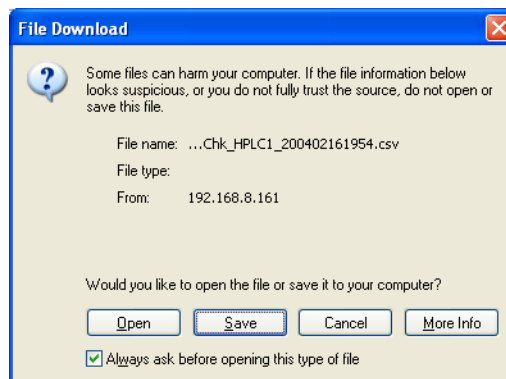 File Download
Some files can harm your computer. If the file information below
looks suspicious, or you do not fully trust the source, do not open or
save this file.
File name: ...Chk_HPLC1_200402161954.csv
File type:
From: 192.168.8.161
Would you like to open the file or save it to your computer?
Open Save Cancel More Info
Always ask before opening this type of file